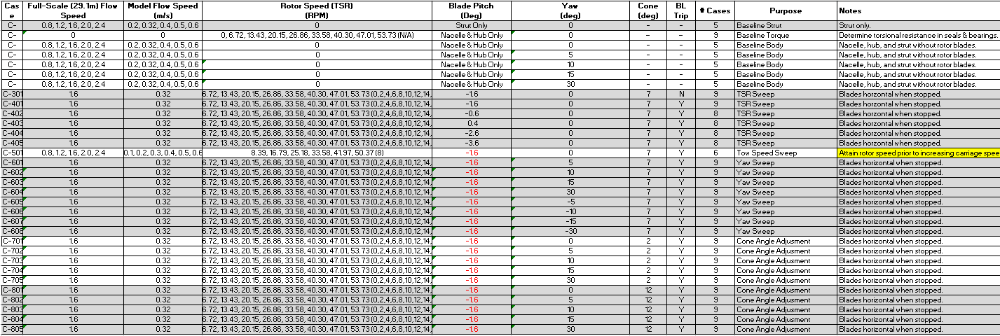 Cas e Full-Scale (29.1m) Flow Speed Model Flow Speed (m/s) Rotor Speed (TSR) (RPM) Blade Pitch (Deg) Yaw (deg) Cone (deg) BL Trip # Cases Purpose Notes
C- 0.8, 1.2, 1.6, 2.0, 2.4 0.2, 0.32, 0.4, 0.5, 0.6 0 Strut Only 0 - - 5 Baseline Strut Strut only.
C- 0 0 0, 6.72, 13.43, 20.15, 26.86, 33.58, 40.30, 47.01, 53.73 (N/A) Nacelle & Hub Only 0 - - 9 Baseline Torque Determine torsional resistance in seals & bearings.
C- 0.8, 1.2, 1.6, 2.0, 2.4 0.2, 0.32, 0.4, 0.5, 0.6 0 Nacelle & Hub Only 0 - - 5 Baseline Body Nacelle, hub, and strut without rotor blades.
C- 0.8, 1.2, 1.6, 2.0, 2.4 0.2, 0.32, 0.4, 0.5, 0.6 0 Nacelle & Hub Only 5 - - 5 Baseline Body Nacelle, hub, and strut without rotor blades.
C- 0.8, 1.2, 1.6, 2.0, 2.4 0.2, 0.32, 0.4, 0.5, 0.6 0 Nacelle & Hub Only 10 - - 5 Baseline Body Nacelle, hub, and strut without rotor blades.
C- 0.8, 1.2, 1.6, 2.0, 2.4 0.2, 0.32, 0.4, 0.5, 0.6 0 Nacelle & Hub Only 15 - - 5 Baseline Body Nacelle, hub, and strut without rotor blades.
C- 0.8, 1.2, 1.6, 2.0, 2.4 0.2, 0.32, 0.4, 0.5, 0.6 0 Nacelle & Hub Only 30 - - 5 Baseline Body Nacelle, hub, and strut without rotor blades.
C-301 1.6 0.32 6.72, 13.43, 20.15, 26.86, 33.58, 40.30, 47.01, 53.73 (0,2,4,6,8,10,12,14, -1.6 0 7 N 9 TSR Sweep Blades horzontal when stopped.
C-401 1.6 0.32 6.72, 13.43, 20.15, 26.86, 33.58, 40.30, 47.01, 53.73 (0,2,4,6,8,10,12,14, -1.6 0 7 Y 9 TSR Sweep Blades horzontal when stopped.
C-402 1.6 0.32 6.72, 13.43, 20.15, 26.86, 33.58, 40.30, 47.01, 53.73 (0,2,4,6,8,10,12,14, -0.6 0 7 Y 8 TSR Sweep Blades horzontal when stopped.
C-403 1.6 0.32 6.72, 13.43, 20.15, 26.86, 33.58, 40.30, 47.01, 53.73 (0,2,4,6,8,10,12,14, 0.4 0 7 Y 8 TSR Sweep Blades horzontal when stopped.
C-404 1.6 0.32 6.72, 13.43, 20.15, 26.86, 33.58, 40.30, 47.01, 53.73 (0,2,4,6,8,10,12,14, -2.6 0 7 Y 8 TSR Sweep Blades horzontal when stopped.
C-405 1.6 0.32 6.72, 13.43, 20.15, 26.86, 33.58, 40.30, 47.01, 53.73 (0,2,4,6,8,10,12,14, -3.6 0 7 Y 8 TSR Sweep Blades horzontal when stopped.
C-501 0.8, 1.2, 1.6, 2.0, 2.4 0.1, 0.2, 0.3, 0.4, 0.5, 0.6 8.39, 16.79, 25.18, 33.58, 41.97, 50.37 (8) -1.6 0 7 Y 6 Tow Speed Sweep Attain rotor speed prior to increasing carriage spee
C-601 1.6 0.32 6.72, 13.43, 20.15, 26.86, 33.58, 40.30, 47.01, 53.73 (0,2,4,6,8,10,12,14, -1.6 5 7 Y 9 Yaw Sweep Blades horizontal when stopped.
C-602 1.6 0.32 6.72, 13.43, 20.15, 26.86, 33.58, 40.30, 47.01, 53.73 (0,2,4,6,8,10,12,14, -1.6 10 7 Y 9 Yaw Sweep Blades horizontal when stopped.
C-603 1.6 0.32 6.72, 13.43, 20.15, 26.86, 33.58, 40.30, 47.01, 53.73 (0,2,4,6,8,10,12,14, -1.6 15 7 Y 9 Yaw Sweep Blades horizontal when stopped.
C-604 1.6 0.32 6.72, 13.43, 20.15, 26.86, 33.58, 40.30, 47.01, 53.73 (0,2,4,6,8,10,12,14, -1.6 30 7 Y 9 Yaw Sweep Blades horizontal when stopped.
C-605 1.6 0.32 6.72, 13.43, 20.15, 26.86, 33.58, 40.30, 47.01, 53.73 (0,2,4,6,8,10,12,14, -1.6 -5 7 Y 9 Yaw Sweep Blades horizontal when stopped.
C-606 1.6 0.32 6.72, 13.43, 20.15, 26.86, 33.58, 40.30, 47.01, 53.73 (0,2,4,6,8,10,12,14, -1.6 -10 7 Y 9 Yaw Sweep Blades horizontal when stopped.
C-607 1.6 0.32 6.72, 13.43, 20.15, 26.86, 33.58, 40.30, 47.01, 53.73 (0,2,4,6,8,10,12,14, -1.6 -15 7 Y 9 Yaw Sweep Blades horizontal when stopped.
C-608 1.6 0.32 6.72, 13.43, 20.15, 26.86, 33.58, 40.30, 47.01, 53.73 (0,2,4,6,8,10,12,14, -1.6 -30 7 Y 9 Yaw Sweep Blades horizontal when stopped.
C-701 1.6 0.32 6.72, 13.43, 20.15, 26.86, 33.58, 40.30, 47.01, 53.73 (0,2,4,6,8,10,12,14, -1.6 0 2 Y 9 Cone Angle Adjusment Blades horizontal when stopped.
C-702 1.6 0.32 6.72, 13.43, 20.15, 26.86, 33.58, 40.30, 47.01, 53.73 (0,2,4,6,8,10,12,14, -1.6 5 2 Y 9 Cone Angle Adjusment Blades horizontal when stopped.
C-703 1.6 0.32 6.72, 13.43, 20.15, 26.86, 33.58, 40.30, 47.01, 53.73 (0,2,4,6,8,10,12,14, -1.6 10 2 Y 9 Cone Angle Adjusment Blades horizontal when stopped.
C-704 1.6 0.32 6.72, 13.43, 20.15, 26.86, 33.58, 40.30, 47.01, 53.73 (0,2,4,6,8,10,12,14, -1.6 15 2 Y 9 Cone Angle Adjusment Blades horizontal when stopped.
C-705 1.6 0.32 6.72, 13.43, 20.15, 26.86, 33.58, 40.30, 47.01, 53.73 (0,2,4,6,8,10,12,14, -1.6 30 2 Y 9 Cone Angle Adjusment Blades horizontal when stopped.
C-801 1.6 0.32 6.72, 13.43, 20.15, 26.86, 33.58, 40.30, 47.01, 53.73 (0,2,4,6,8,10,12,14, -1.6 0 12 Y 9 Cone Angle Adjusment Blades horizontal when stopped.
C-802 1.6 0.32 6.72, 13.43, 20.15, 26.86, 33.58, 40.30, 47.01, 53.73 (0,2,4,6,8,10,12,14, -1.6 5 12 Y 9 Cone Angle Adjusment Blades horizontal when stopped.
C-803 1.6 0.32 6.72, 13.43, 20.15, 26.86, 33.58, 40.30, 47.01, 53.73 (0,2,4,6,8,10,12,14, -1.6 10 12 Y 9 Cone Angle Adjusment Blades horizontal when stopped.
C-804 1.6 0.32 6.72, 13.43, 20.15, 26.86, 33.58, 40.30, 47.01, 53.73 (0,2,4,6,8,10,12,14, -1.6 15 12 Y 9 Cone Angle Adjusment Blades horizontal when stopped.
C-805 1.6 0.32 6.72, 13.43, 20.15, 26.86, 33.58, 40.30, 47.01, 53.73 (0,2,4,6,8,10,12,14, -1.6 30 12 Y 9 Cone Angle Adjusment Blades horizontal when stopped.